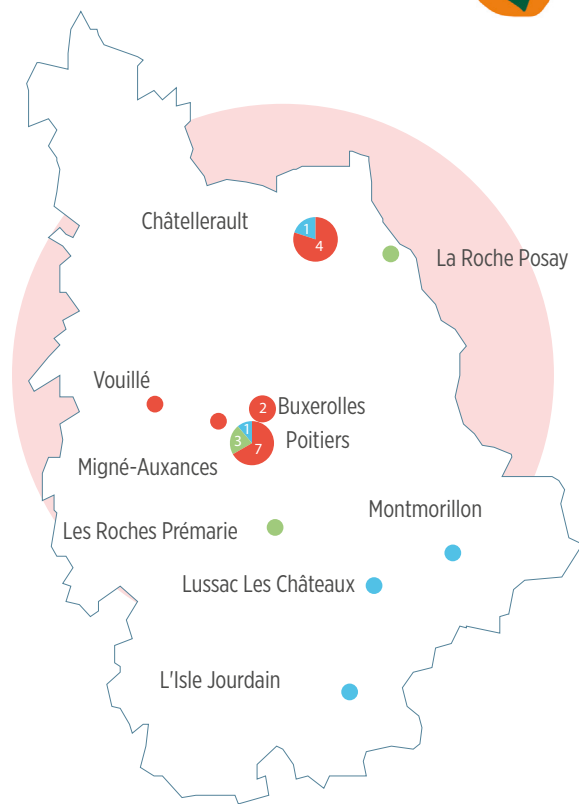 Châtellerault
1
4
La Roche Posay
Vouillé
2
Buxerolles
1
3
7
Poitiers
Migné-Auxances
Montmorillon
Les Roches Prémarie
Lussac Les Châteaux
L'Isle Jourdain